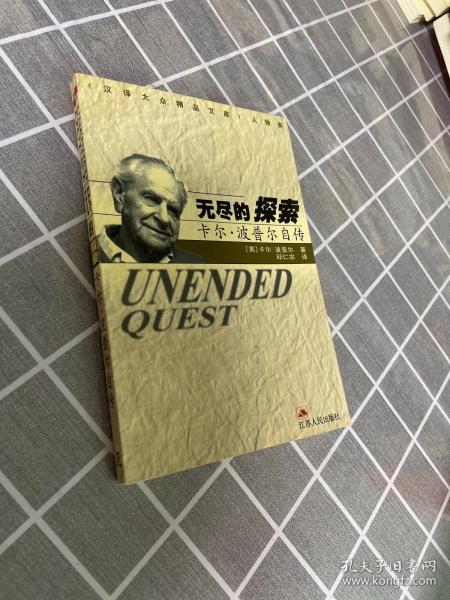 《汉译大众精品文库》人物类
无尽的探索
卡尔·波普尔自传
[英]卡尔·波普尔 著
邱仁宗 译
UNENDED
QUEST
江苏人民出版社
孔夫子旧书网
www.kongfz.com